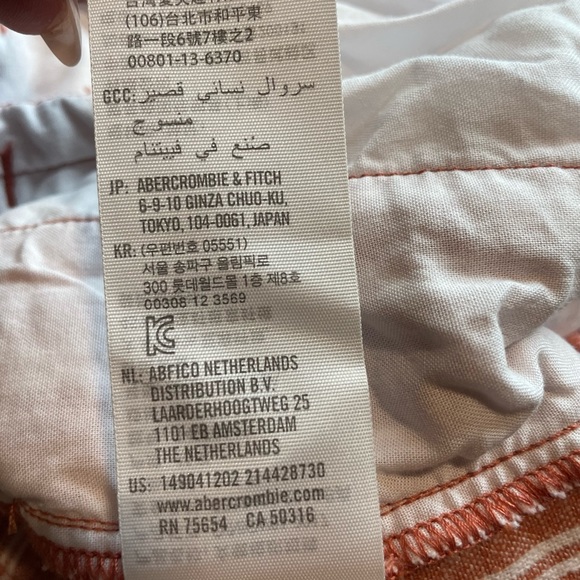 (106)台北市和平東
路一段6號7樓之2
00801-13-6370
GCC: سروال نسائي قصير
منسوج
صُنع في فيتنام
JP: ABERCROMBIE & FITCH
6-9-10 GINZA CHUO-KU,
TOKYO, 104-0061, JAPAN
KR: (우편번호 05551)
서울 송파구 올림픽로
300 롯데월드몰 1층 제8호
00308 12 3569
NL: ABFICO NETHERLANDS
DISTRIBUTION B.V.
LAARDERHOOGTWEG 25
1101 EB AMSTERDAM
THE NETHERLANDS
US: 149041202 214428730
www.abercrombie.com
RN 75654 CA 50316